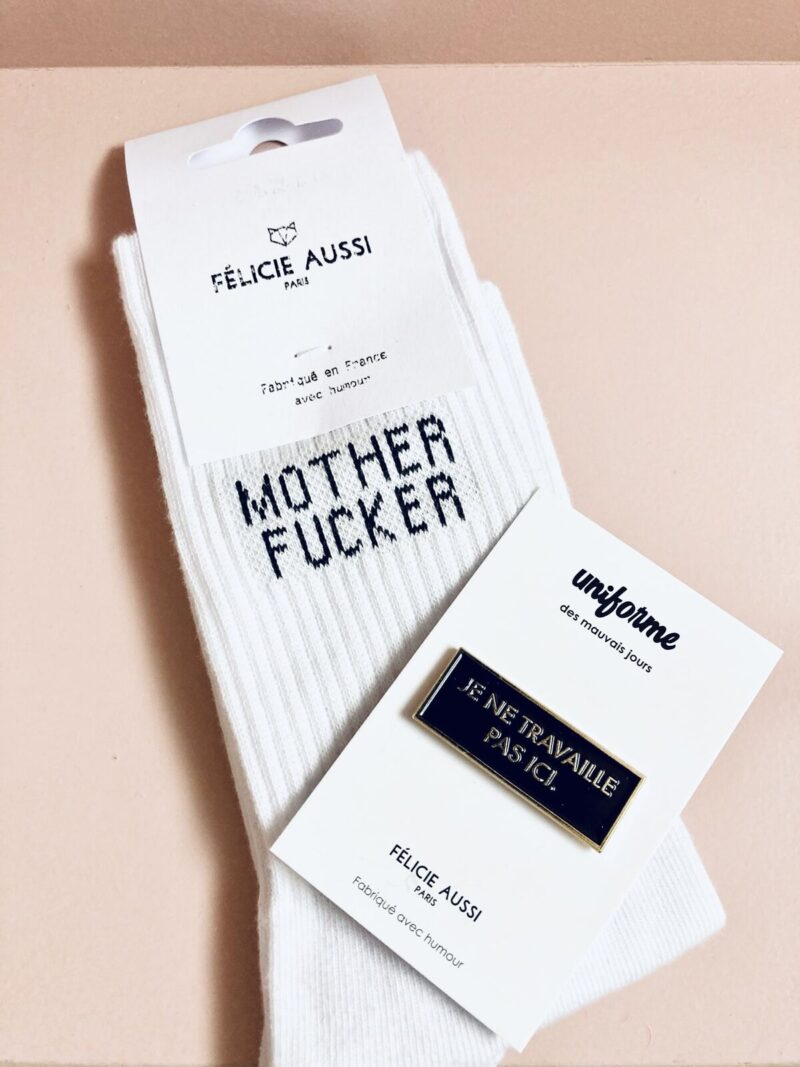 FÉLICIE AUSSI
PARIS
Fabriqué en France
avec humour
MOTHER
FUCKER
uniforme
des mauvais jours
JE NE TRAVAILLE
PAS ICI.
FÉLICIE AUSSI
PARIS
Fabriqué avec humour